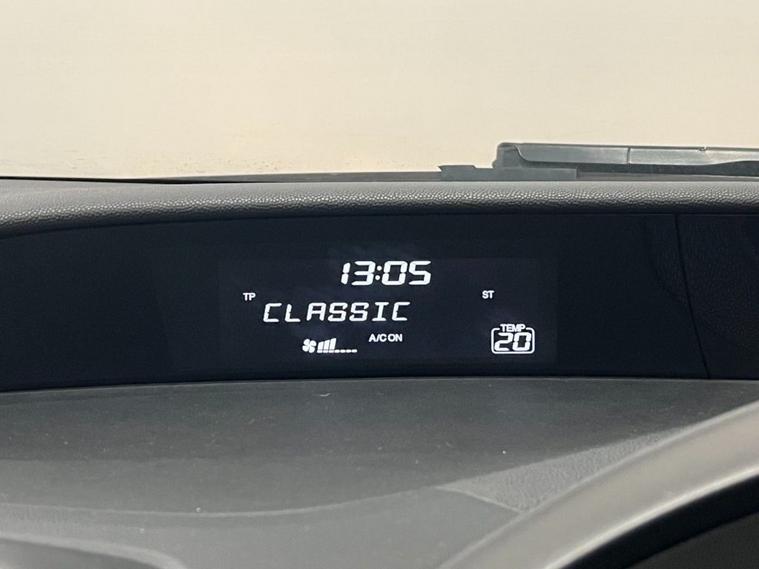 13:05
TP ST
CLASSIC
A/C ON
TEMP
20